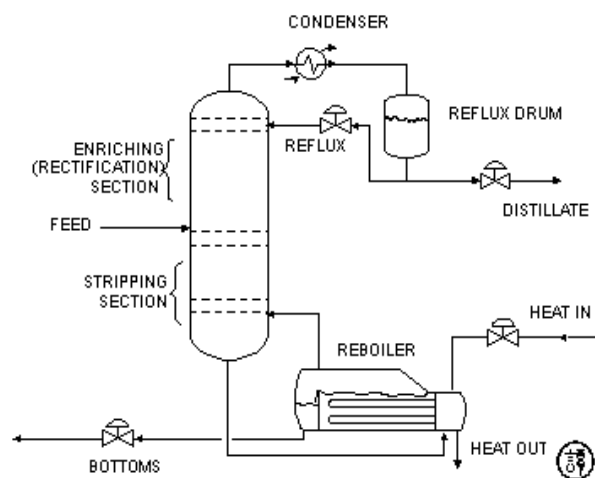 CONDENSER
REFLUX DRUM
ENRICHING
(RECTIFICATION)
SECTION
REFLUX
DISTILLATE
FEED
STRIPPING
SECTION
HEAT IN
REBOILER
HEAT OUT
BOTTOMS